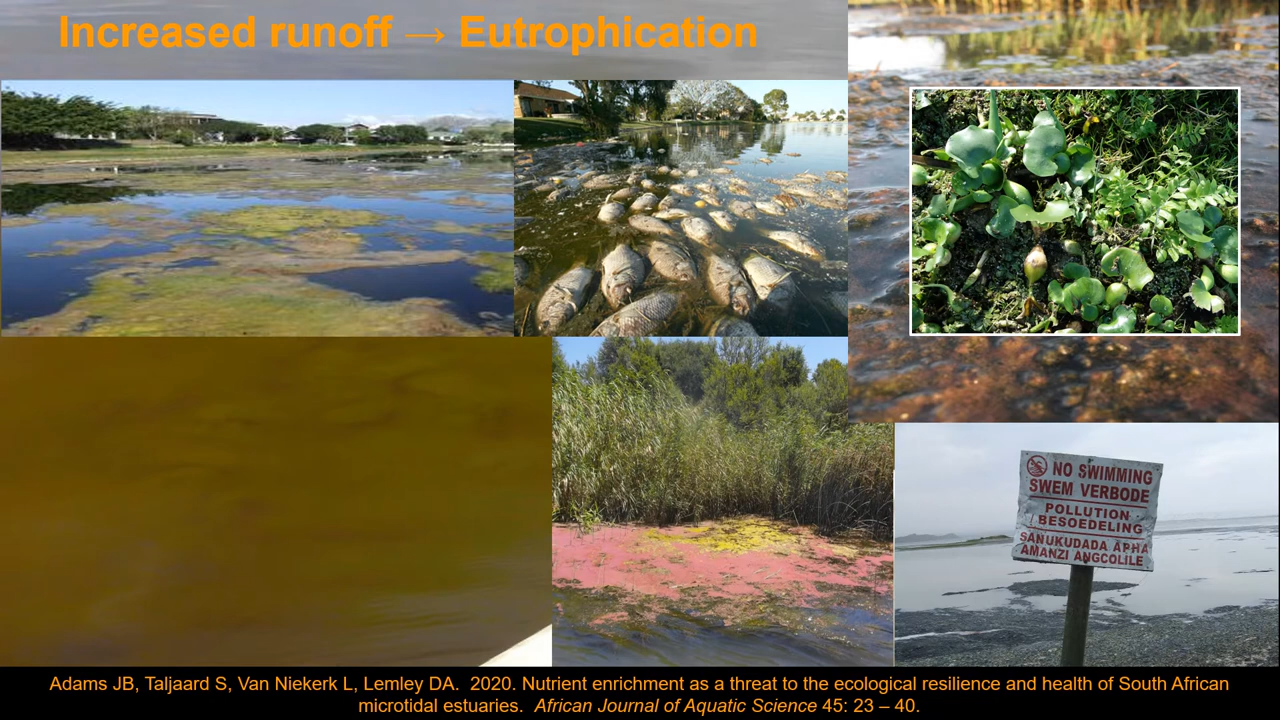 Increased runoff → Eutrophication
NO SWIMMING
SWEM VERBODE
POLLUTION
BESOEDELING
SANUKUDADA APHA
AMANZI ANGCOLILE
Adams JB, Taljaard S, Van Niekerk L, Lemley DA. 2020. Nutrient enrichment as a threat to the ecological resilience and health of South African
microtidal estuaries. African Journal of Aquatic Science 45: 23 – 40.